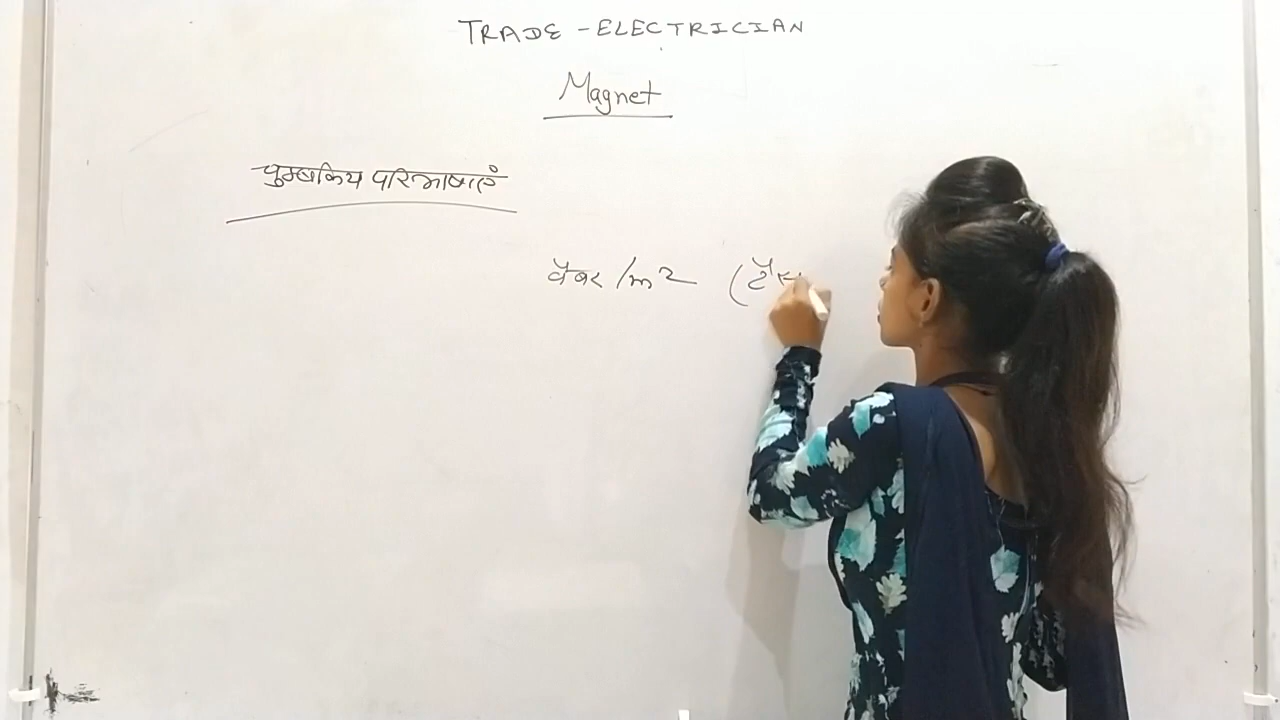 TRADE - ELECTRICIAN
Magnet
चुम्बकिय परिभाषाएं
वैबर /m2 (टैस